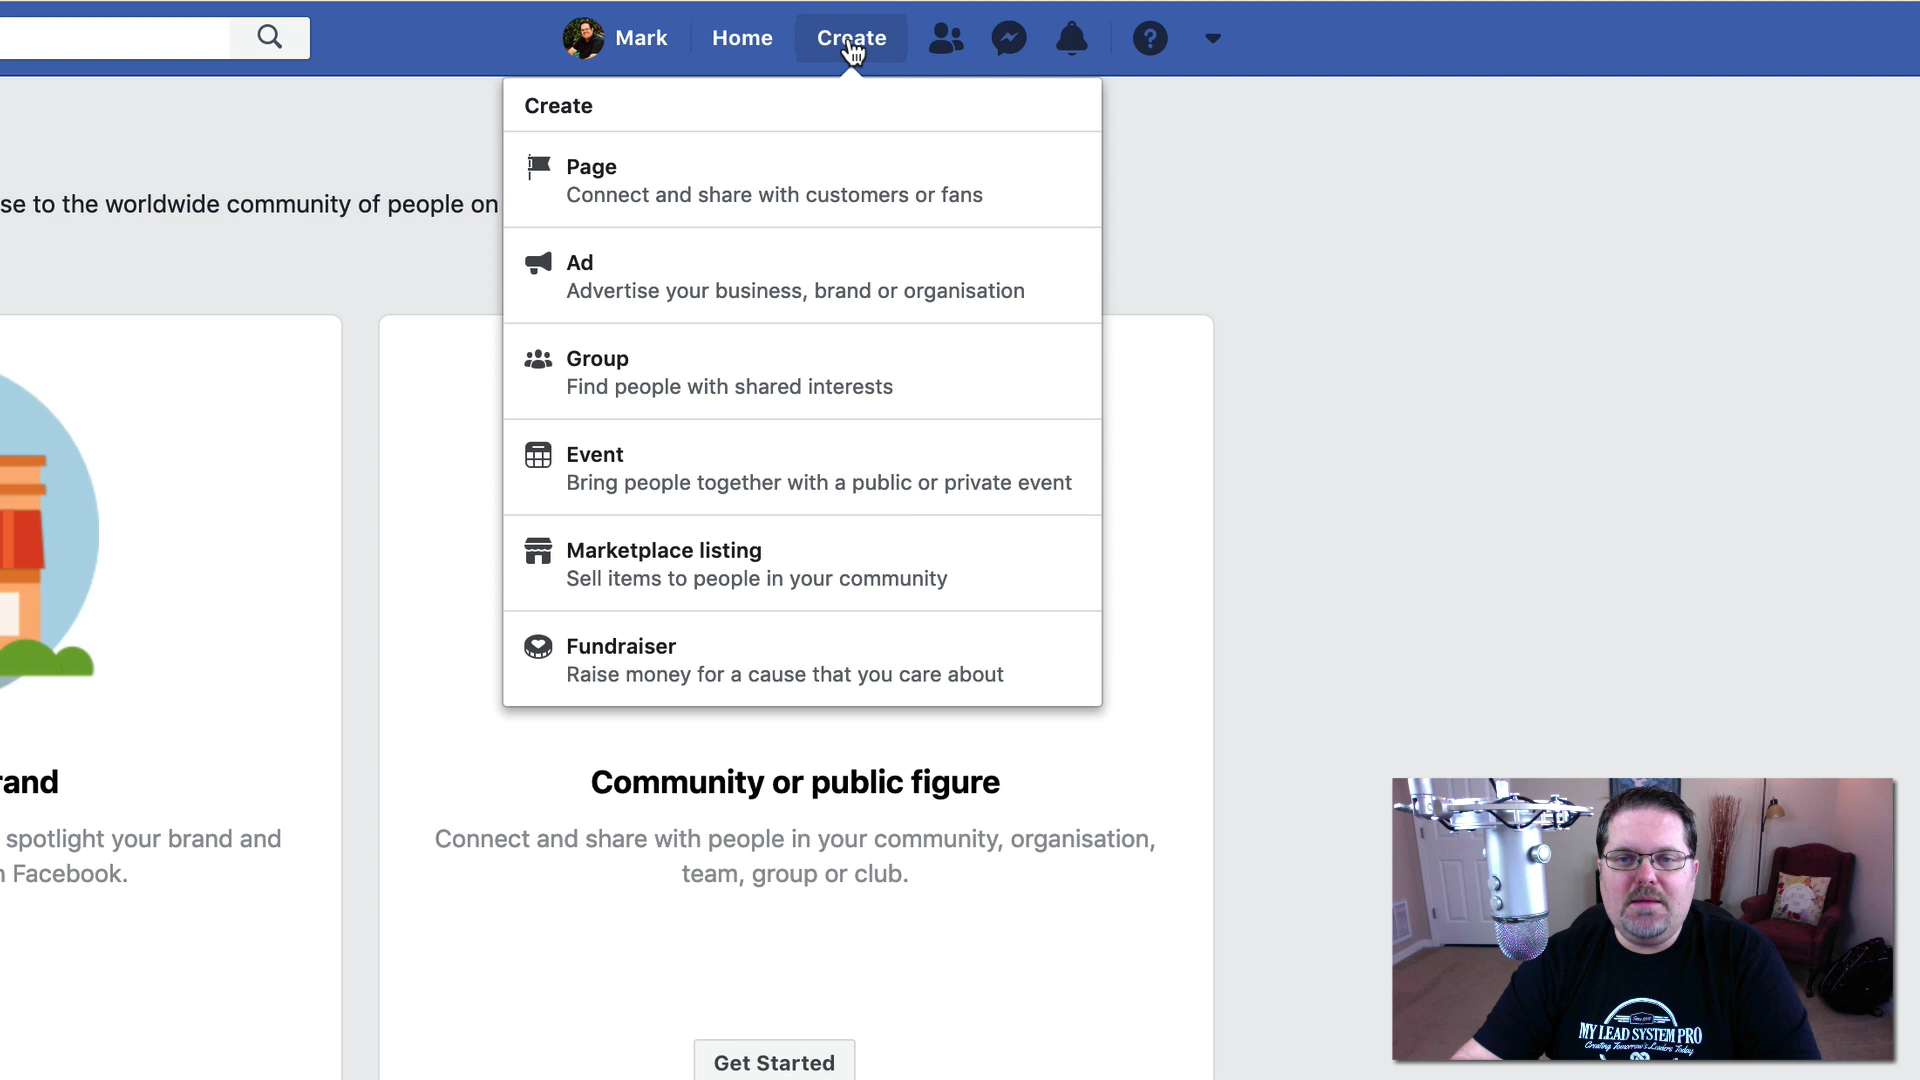 Mark
Home
Create
Create
Page
Connect and share with customers or fans
se to the worldwide community of people on
Ad
Advertise your business, brand or organisation
Group
Find people with shared interests
Event
Bring people together with a public or private event
Marketplace listing
Sell items to people in your community
Fundraiser
Raise money for a cause that you care about
rand
spotlight your brand and
n Facebook.
Community or public figure
Connect and share with people in your community, organisation,
team, group or club.
Get Started
MY LEAD SYSTEM PRO
Creating Tomorrow's Leaders Today